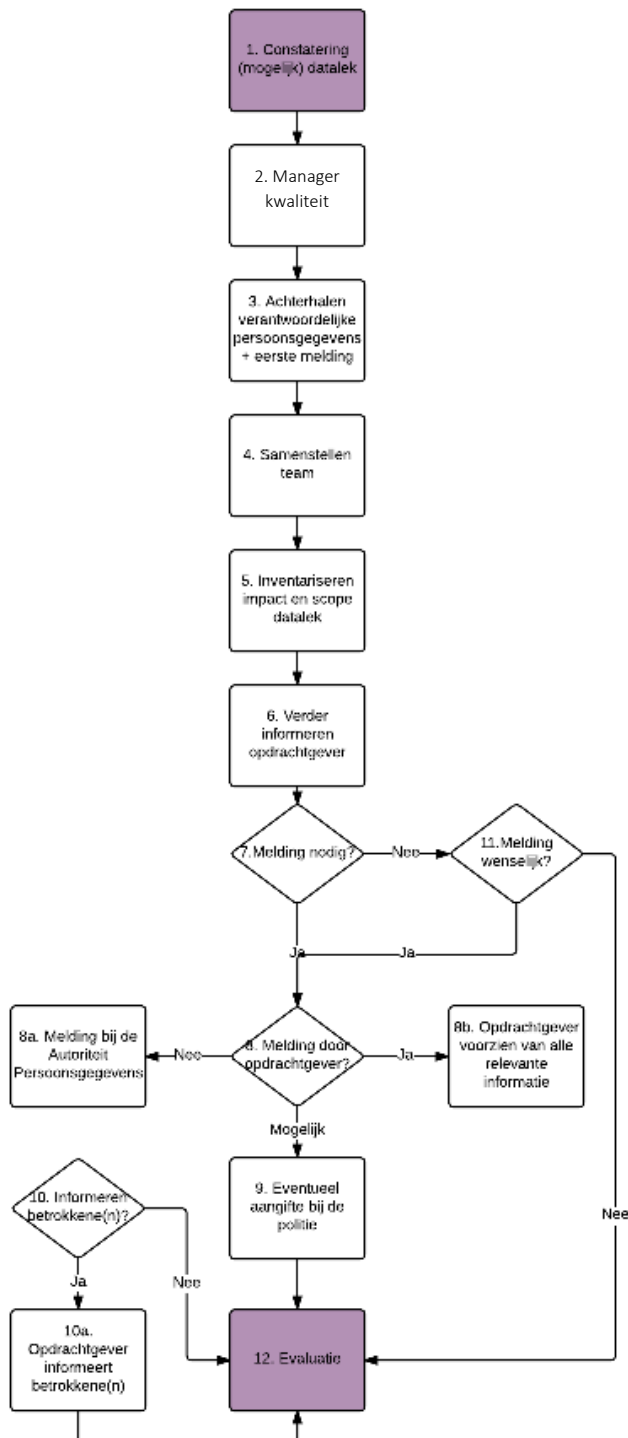 1. Constatering
(mogelijk) datalek
2. Manager
kwaliteit
3. Achterhalen
verantwoordelijke
persoonsgegevens
+ eerste melding
4. Samenstellen
team
5. Inventariseren
impact en scope
datalek
6. Verder
informeren
opdrachtgever
7.Melding nodig?
Nee
11.Melding
wenselijk?
Ja
Ja
8a. Melding bij de
Autoriteit
Persoonsgegevens
Nee
8. Melding door
opdrachtgever?
Ja
8b. Opdrachtgever
voorzien van alle
relevante
informatie
Mogelijk
9. Eventueel
aangifte bij de
politie
10. Informeren
betrokkene(n)?
Nee
Ja
Nee
10a.
Opdrachtgever
informeert
betrokkene(n)
12. Evaluatie